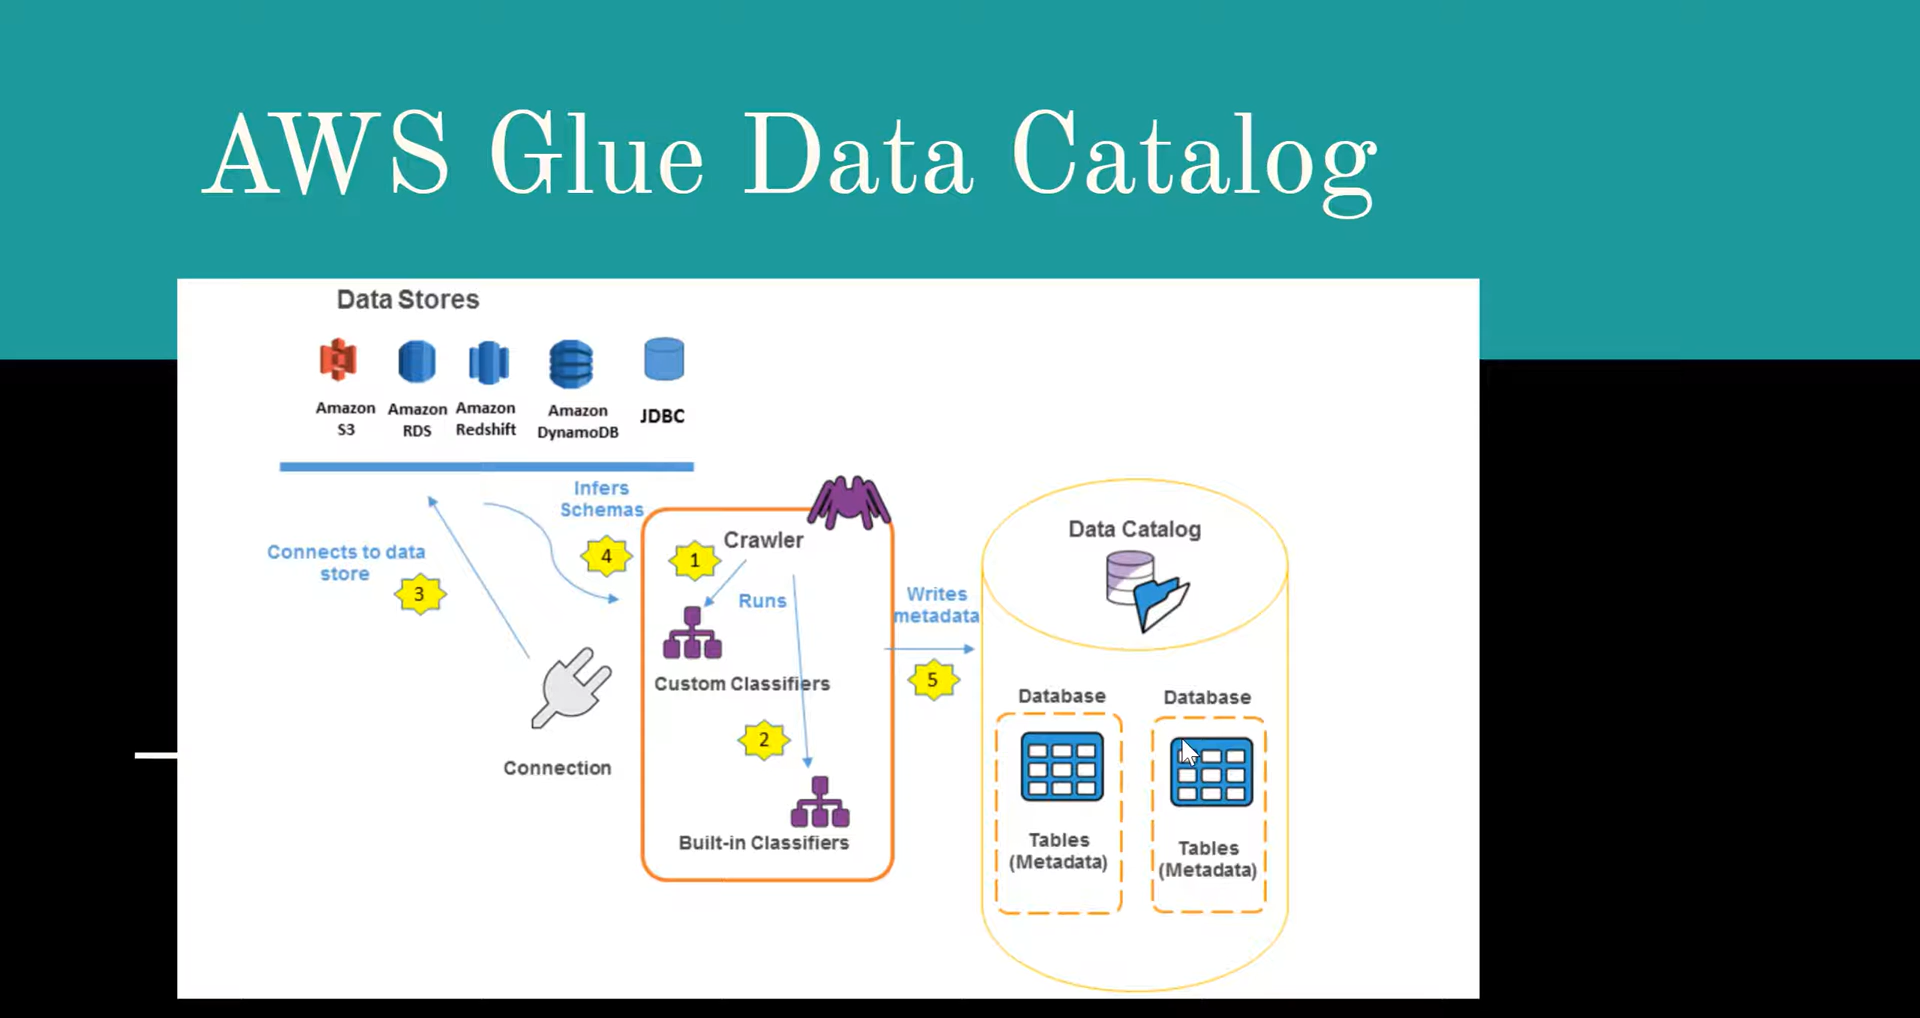 AWS Glue Data Catalog
Data Stores
Amazon
S3
Amazon
RDS
Amazon
Redshift
Amazon
DynamoDB
JDBC
Infers
Schemas
4
Connects to data
store
3
Connection
Crawler
1
Runs
Custom Classifiers
2
Built-in Classifiers
Writes
metadata
5
Data Catalog
Database
Tables
(Metadata)
Database
Tables
(Metadata)